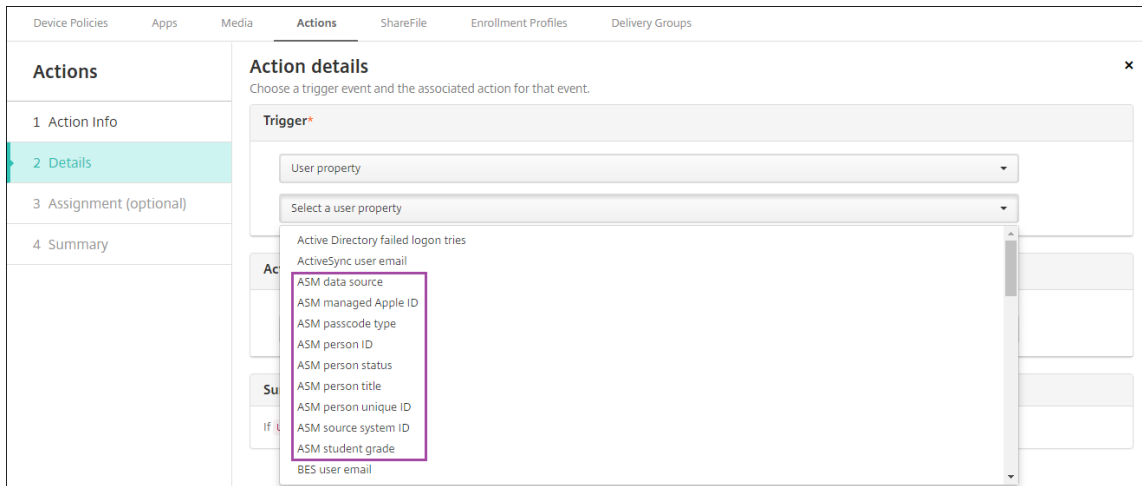 Device Policies Apps Media Actions ShareFile Enrollment Profiles Delivery Groups
Actions
1 Action Info
2 Details
3 Assignment (optional)
4 Summary
Action details
Choose a trigger event and the associated action for that event.
Trigger*
User property
Select a user property
Active Directory failed logon tries
ActiveSync user email
ASM data source
ASM managed Apple ID
ASM passcode type
ASM person ID
ASM person status
ASM person title
ASM person unique ID
ASM source system ID
ASM student grade
BES user email
If